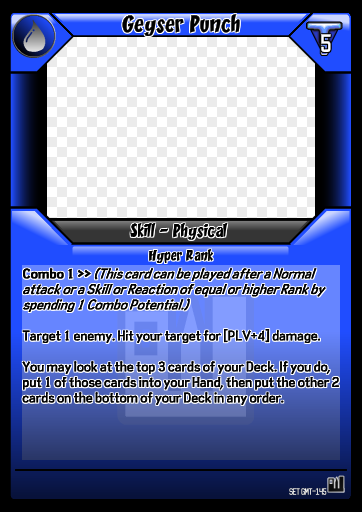 Geyser Punch
5
Skill - Physical
Hyper Rank
Combo 1 >> (This card can be played after a Normal
attack or a Skill or Reaction of equal or higher Rank by
spending 1 Combo Potential.)
Target 1 enemy. Hit your target for [PLV+4] damage.
You may look at the top 3 cards of your Deck. If you do,
put 1 of those cards into your Hand, then put the other 2
cards on the bottom of your Deck in any order.
SET GMT-145